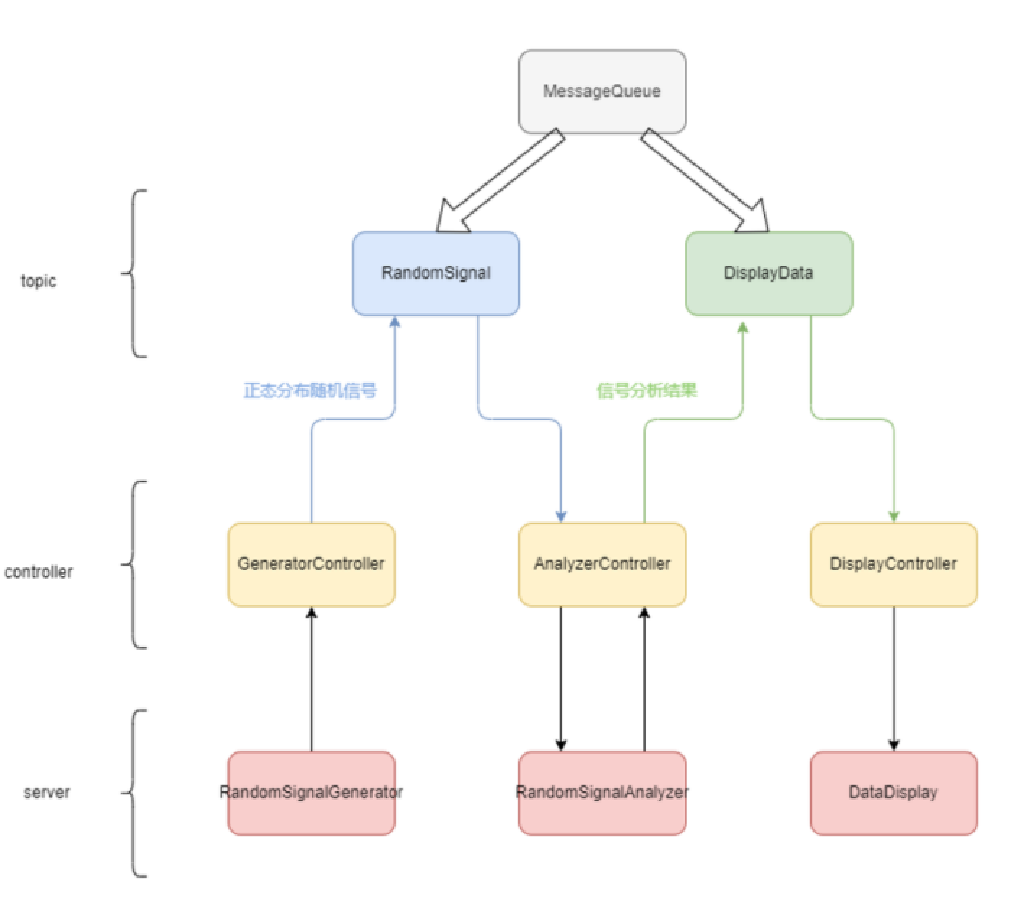 MessageQueue
topic
RandomSignal
DisplayData
正态分布随机信号
信号分析结果
controller
GeneratorController
AnalyzerController
DisplayController
server
RandomSignalGenerator
RandomSignalAnalyzer
DataDisplay